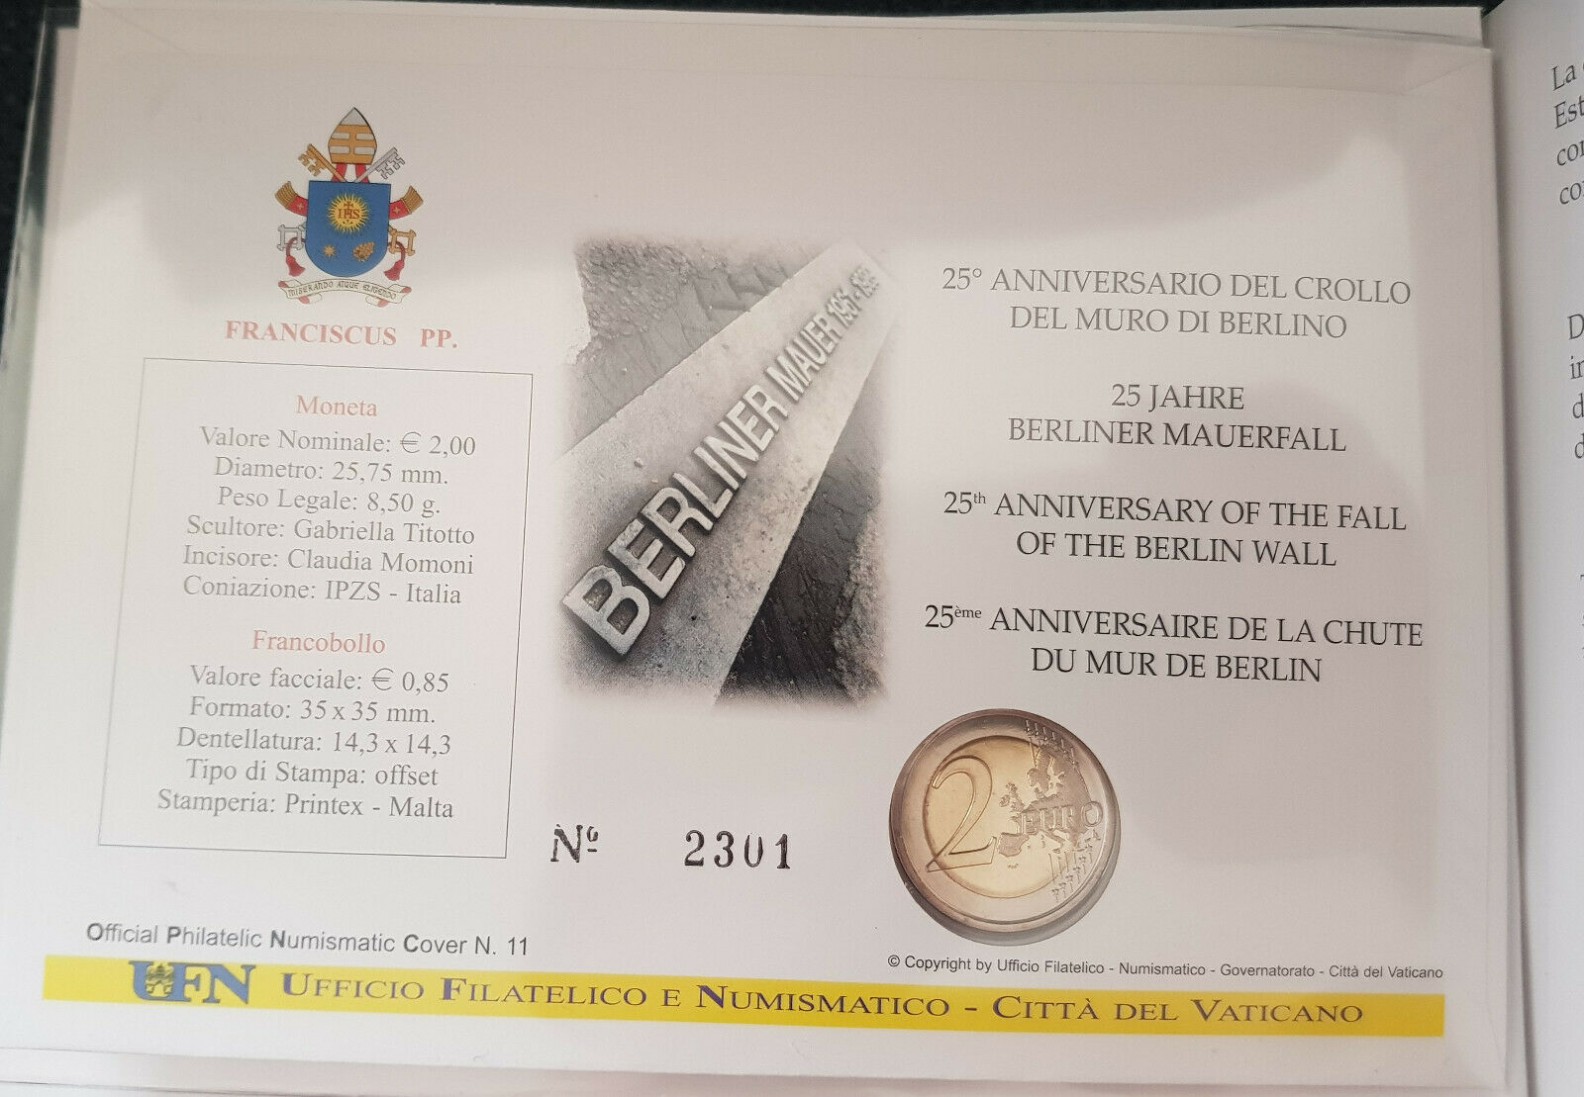 IHS
MISERANDO ATQUE ELIGENDO
FRANCISCUS PP.
Moneta
Valore Nominale: € 2,00
Diametro: 25,75 mm.
Peso Legale: 8,50 g.
Scultore: Gabriella Titotto
Incisore: Claudia Momoni
Coniazione: IPZS - Italia
Francobollo
Valore facciale: € 0,85
Formato: 35 x 35 mm.
Dentellatura: 14,3 x 14,3
Tipo di Stampa: offset
Stamperia: Printex - Malta
BERLINER MAUER 1961-1989
25° ANNIVERSARIO DEL CROLLO
DEL MURO DI BERLINO
25 JAHRE
BERLINER MAUERFALL
25th ANNIVERSARY OF THE FALL
OF THE BERLIN WALL
25ème ANNIVERSAIRE DE LA CHUTE
DU MUR DE BERLIN
2 EURO
Nº 2301
Official Philatelic Numismatic Cover N. 11
© Copyright by Ufficio Filatelico - Numismatico - Governatorato - Città del Vaticano
UFN UFFICIO FILATELICO E NUMISMATICO - CITTÀ DEL VATICANO
La